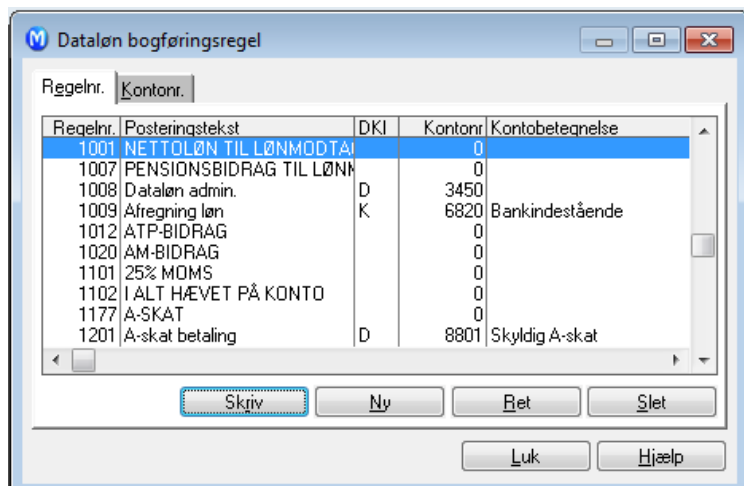 Dataløn bogføringsregel
Regelnr. Kontonr.
Regelnr. Posteringstekst DKI Kontonr Kontobetegnelse
1001 NETTOLØN TIL LØNMODTA 0
1007 PENSIONSBIDRAG TIL LØNM 0
1008 Dataløn admin. D 3450
1009 Afregning løn K 6820 Bankindestående
1012 ATP-BIDRAG 0
1020 AM-BIDRAG 0
1101 25% MOMS 0
1102 I ALT HÆVET PÅ KONTO 0
1177 A-SKAT 0
1201 A-skat betaling D 8801 Skyldig A-skat
Skriv Ny Ret Slet
Luk Hjælp